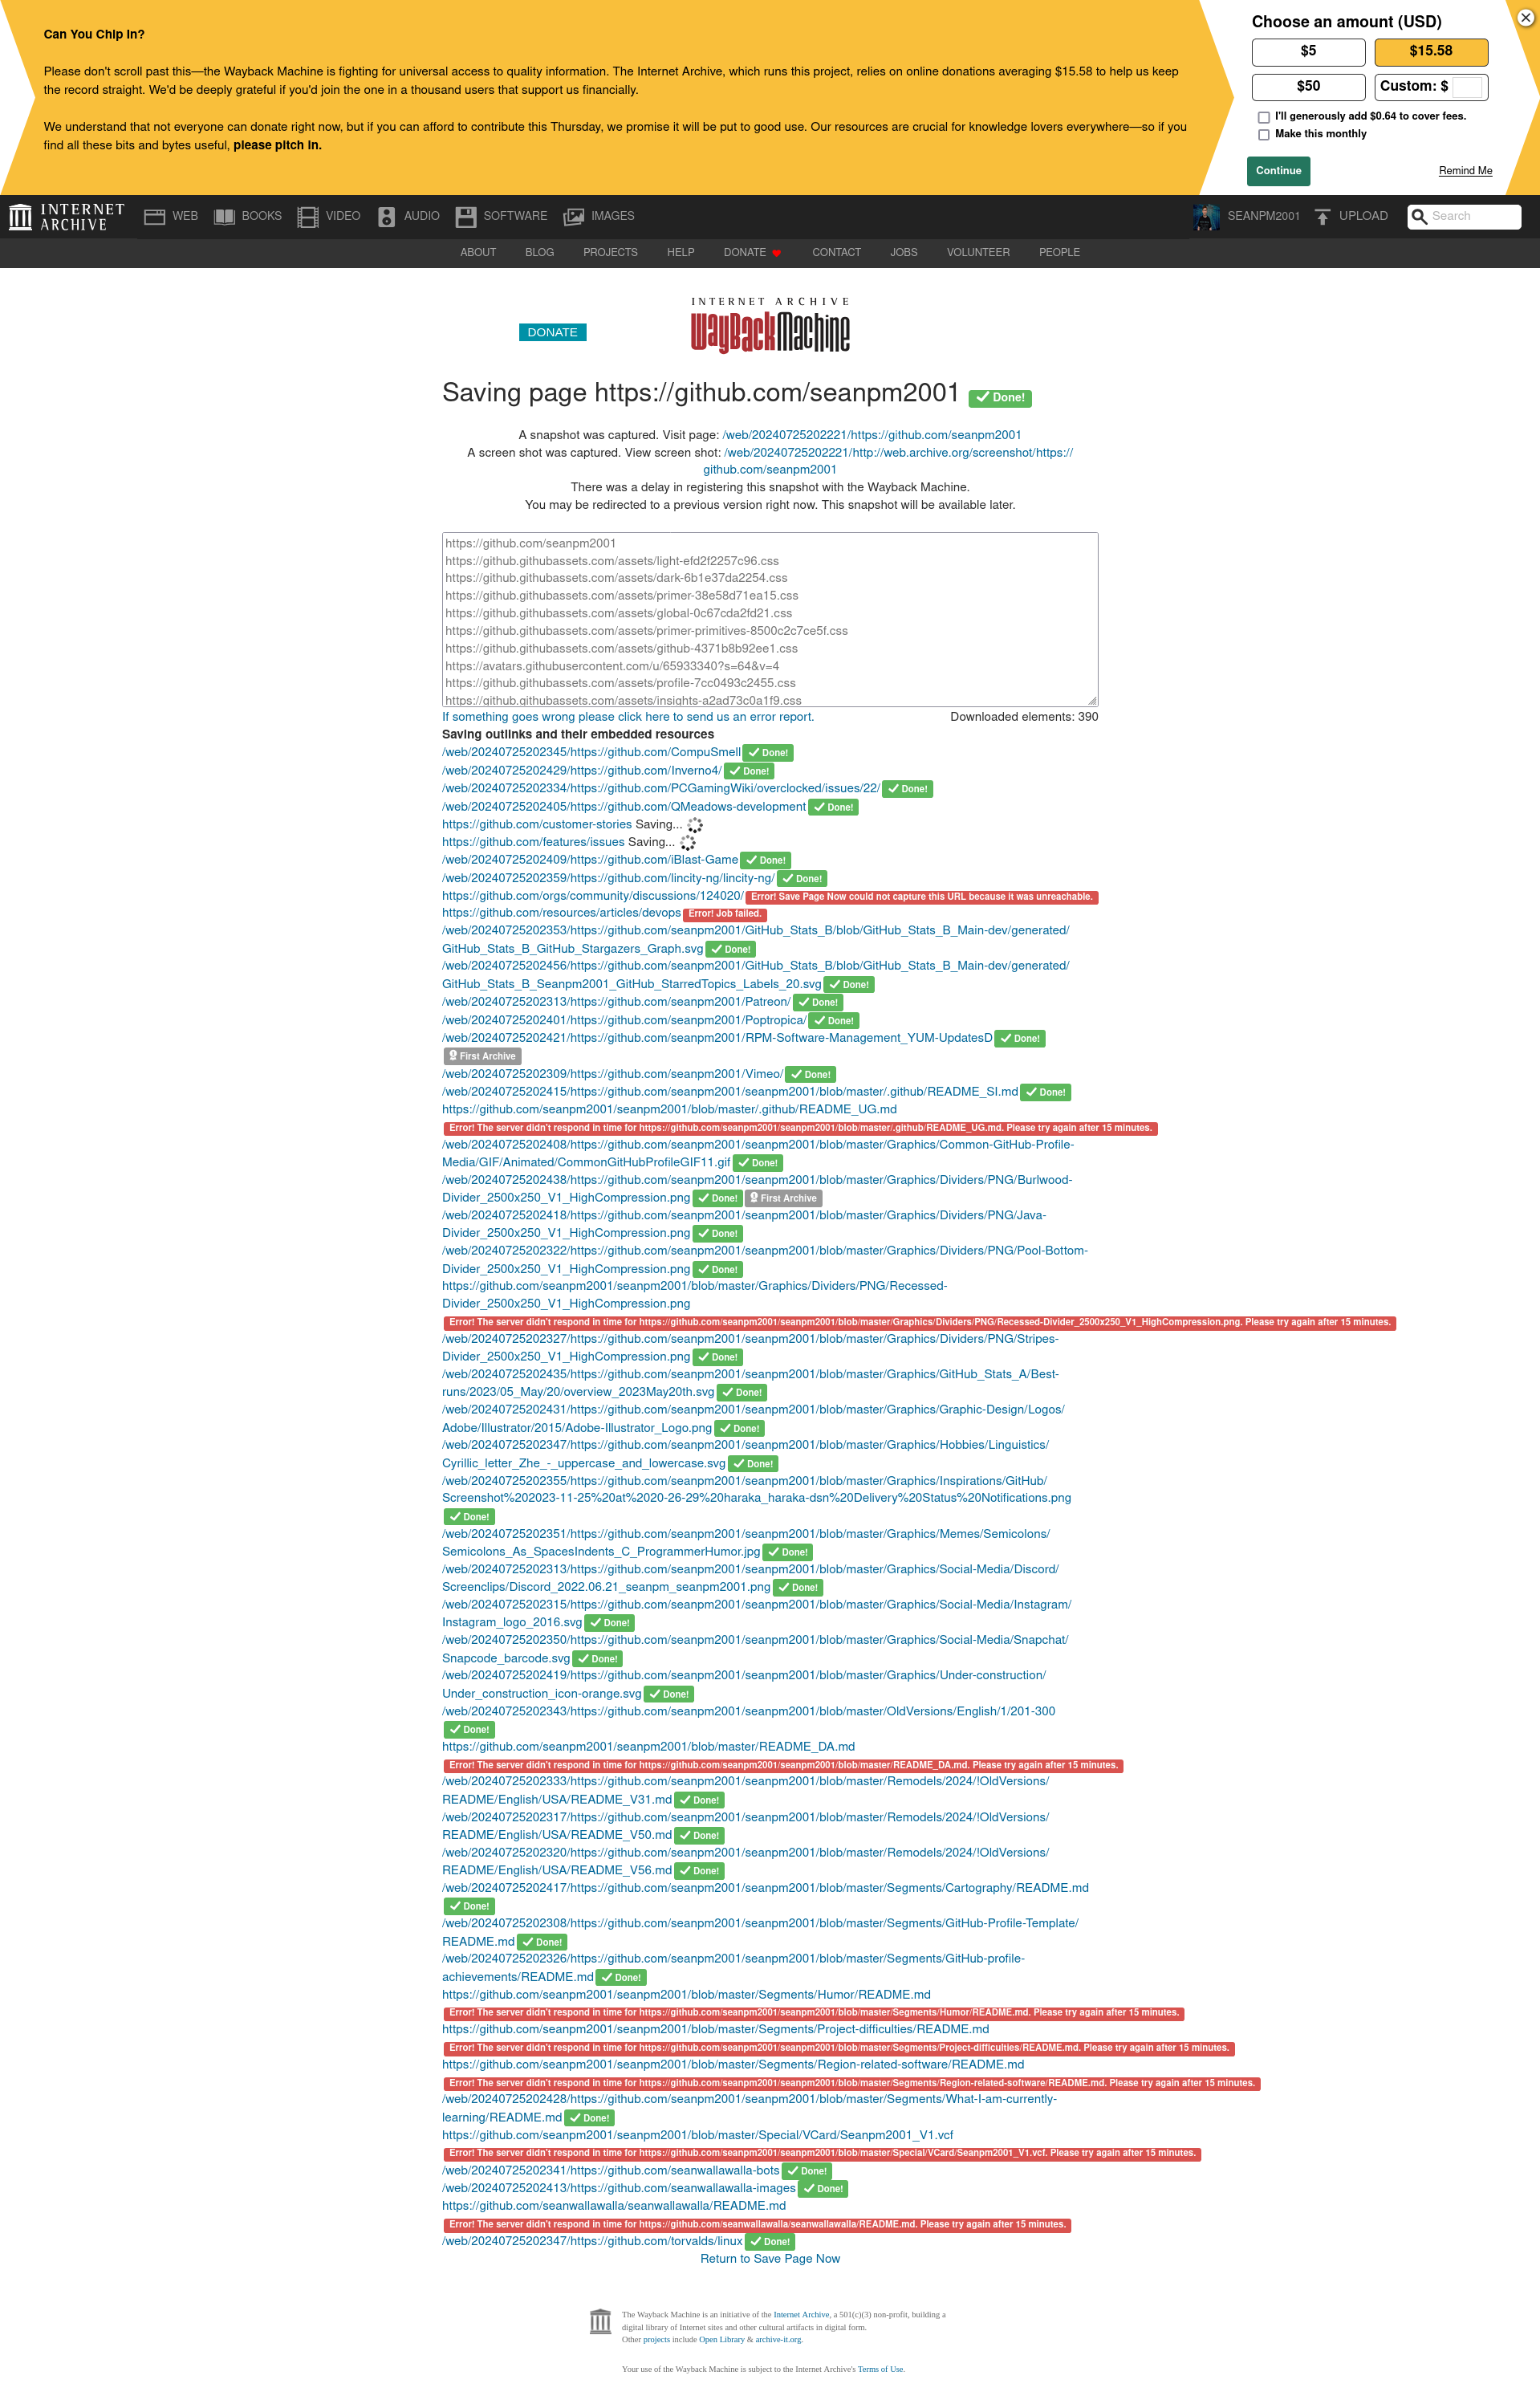 Can You Chip In?
Please don't scroll past this—the Wayback Machine is fighting for universal access to quality information. The Internet Archive, which runs this project, relies on online donations averaging $15.58 to help us keep
the record straight. We'd be deeply grateful if you'd join the one in a thousand users that support us financially.
We understand that not everyone can donate right now, but if you can afford to contribute this Thursday, we promise it will be put to good use. Our resources are crucial for knowledge lovers everywhere—so if you
find all these bits and bytes useful, please pitch in.
Choose an amount (USD)
$5
$15.58
$50
Custom: $
I'll generously add $0.64 to cover fees.
Make this monthly
Continue
Remind Me
INTERNET ARCHIVE
WEB
BOOKS
VIDEO
AUDIO
SOFTWARE
IMAGES
SEANPM2001
UPLOAD
Search
ABOUT
BLOG
PROJECTS
HELP
DONATE
CONTACT
JOBS
VOLUNTEER
PEOPLE
DONATE
INTERNET ARCHIVE
WayBackMachine
Saving page https://github.com/seanpm2001 Done!
A snapshot was captured. Visit page: /web/20240725202221/https://github.com/seanpm2001
A screen shot was captured. View screen shot: /web/20240725202221/http://web.archive.org/screenshot/https://
github.com/seanpm2001
There was a delay in registering this snapshot with the Wayback Machine.
You may be redirected to a previous version right now. This snapshot will be available later.
https://github.com/seanpm2001
https://github.githubassets.com/assets/light-efd2f2257c96.css
https://github.githubassets.com/assets/dark-6b1e37da2254.css
https://github.githubassets.com/assets/primer-38e58d71ea15.css
https://github.githubassets.com/assets/global-0c67cda2fd21.css
https://github.githubassets.com/assets/primer-primitives-8500c2c7ce5f.css
https://github.githubassets.com/assets/github-4371b8b92ee1.css
https://avatars.githubusercontent.com/u/65933340?s=64&v=4
https://github.githubassets.com/assets/profile-7cc0493c2455.css
https://github.githubassets.com/assets/insights-a2ad73c0a1f9.css
If something goes wrong please click here to send us an error report. Downloaded elements: 390
Saving outlinks and their embedded resources
/web/20240725202345/https://github.com/CompuSmell Done!
/web/20240725202429/https://github.com/Inverno4/ Done!
/web/20240725202334/https://github.com/PCGamingWiki/overclocked/issues/22/ Done!
/web/20240725202405/https://github.com/QMeadows-development Done!
https://github.com/customer-stories Saving...
https://github.com/features/issues Saving...
/web/20240725202409/https://github.com/iBlast-Game Done!
/web/20240725202359/https://github.com/lincity-ng/lincity-ng/ Done!
https://github.com/orgs/community/discussions/124020/ Error! Save Page Now could not capture this URL because it was unreachable.
https://github.com/resources/articles/devops Error! Job failed.
/web/20240725202353/https://github.com/seanpm2001/GitHub_Stats_B/blob/GitHub_Stats_B_Main-dev/generated/
GitHub_Stats_B_GitHub_Stargazers_Graph.svg Done!
/web/20240725202456/https://github.com/seanpm2001/GitHub_Stats_B/blob/GitHub_Stats_B_Main-dev/generated/
GitHub_Stats_B_Seanpm2001_GitHub_StarredTopics_Labels_20.svg Done!
/web/20240725202313/https://github.com/seanpm2001/Patreon/ Done!
/web/20240725202401/https://github.com/seanpm2001/Poptropica/ Done!
/web/20240725202421/https://github.com/seanpm2001/RPM-Software-Management_YUM-UpdatesD Done!
First Archive
/web/20240725202309/https://github.com/seanpm2001/Vimeo/ Done!
/web/20240725202415/https://github.com/seanpm2001/seanpm2001/blob/master/.github/README_SI.md Done!
https://github.com/seanpm2001/seanpm2001/blob/master/.github/README_UG.md
Error! The server didn't respond in time for https://github.com/seanpm2001/seanpm2001/blob/master/.github/README_UG.md. Please try again after 15 minutes.
/web/20240725202408/https://github.com/seanpm2001/seanpm2001/blob/master/Graphics/Common-GitHub-Profile-
Media/GIF/Animated/CommonGitHubProfileGIF11.gif Done!
/web/20240725202438/https://github.com/seanpm2001/seanpm2001/blob/master/Graphics/Dividers/PNG/Burlwood-
Divider_2500x250_V1_HighCompression.png Done! First Archive
/web/20240725202418/https://github.com/seanpm2001/seanpm2001/blob/master/Graphics/Dividers/PNG/Java-
Divider_2500x250_V1_HighCompression.png Done!
/web/20240725202322/https://github.com/seanpm2001/seanpm2001/blob/master/Graphics/Dividers/PNG/Pool-Bottom-
Divider_2500x250_V1_HighCompression.png Done!
https://github.com/seanpm2001/seanpm2001/blob/master/Graphics/Dividers/PNG/Recessed-
Divider_2500x250_V1_HighCompression.png
Error! The server didn't respond in time for https://github.com/seanpm2001/seanpm2001/blob/master/Graphics/Dividers/PNG/Recessed-Divider_2500x250_V1_HighCompression.png. Please try again after 15 minutes.
/web/20240725202327/https://github.com/seanpm2001/seanpm2001/blob/master/Graphics/Dividers/PNG/Stripes-
Divider_2500x250_V1_HighCompression.png Done!
/web/20240725202435/https://github.com/seanpm2001/seanpm2001/blob/master/Graphics/GitHub_Stats_A/Best-
runs/2023/05_May/20/overview_2023May20th.svg Done!
/web/20240725202431/https://github.com/seanpm2001/seanpm2001/blob/master/Graphics/Graphic-Design/Logos/
Adobe/Illustrator/2015/Adobe-Illustrator_Logo.png Done!
/web/20240725202347/https://github.com/seanpm2001/seanpm2001/blob/master/Graphics/Hobbies/Linguistics/
Cyrillic_letter_Zhe_-_uppercase_and_lowercase.svg Done!
/web/20240725202355/https://github.com/seanpm2001/seanpm2001/blob/master/Graphics/Inspirations/GitHub/
Screenshot%202023-11-25%20at%2020-26-29%20haraka_haraka-dsn%20Delivery%20Status%20Notifications.png
Done!
/web/20240725202351/https://github.com/seanpm2001/seanpm2001/blob/master/Graphics/Memes/Semicolons/
Semicolons_As_SpacesIndents_C_ProgrammerHumor.jpg Done!
/web/20240725202313/https://github.com/seanpm2001/seanpm2001/blob/master/Graphics/Social-Media/Discord/
Screenclips/Discord_2022.06.21_seanpm_seanpm2001.png Done!
/web/20240725202315/https://github.com/seanpm2001/seanpm2001/blob/master/Graphics/Social-Media/Instagram/
Instagram_logo_2016.svg Done!
/web/20240725202350/https://github.com/seanpm2001/seanpm2001/blob/master/Graphics/Social-Media/Snapchat/
Snapcode_barcode.svg Done!
/web/20240725202419/https://github.com/seanpm2001/seanpm2001/blob/master/Graphics/Under-construction/
Under_construction_icon-orange.svg Done!
/web/20240725202343/https://github.com/seanpm2001/seanpm2001/blob/master/OldVersions/English/1/201-300
Done!
https://github.com/seanpm2001/seanpm2001/blob/master/README_DA.md
Error! The server didn't respond in time for https://github.com/seanpm2001/seanpm2001/blob/master/README_DA.md. Please try again after 15 minutes.
/web/20240725202333/https://github.com/seanpm2001/seanpm2001/blob/master/Remodels/2024/!OldVersions/
README/English/USA/README_V31.md Done!
/web/20240725202317/https://github.com/seanpm2001/seanpm2001/blob/master/Remodels/2024/!OldVersions/
README/English/USA/README_V50.md Done!
/web/20240725202320/https://github.com/seanpm2001/seanpm2001/blob/master/Remodels/2024/!OldVersions/
README/English/USA/README_V56.md Done!
/web/20240725202417/https://github.com/seanpm2001/seanpm2001/blob/master/Segments/Cartography/README.md
Done!
/web/20240725202308/https://github.com/seanpm2001/seanpm2001/blob/master/Segments/GitHub-Profile-Template/
README.md Done!
/web/20240725202326/https://github.com/seanpm2001/seanpm2001/blob/master/Segments/GitHub-profile-
achievements/README.md Done!
https://github.com/seanpm2001/seanpm2001/blob/master/Segments/Humor/README.md
Error! The server didn't respond in time for https://github.com/seanpm2001/seanpm2001/blob/master/Segments/Humor/README.md. Please try again after 15 minutes.
https://github.com/seanpm2001/seanpm2001/blob/master/Segments/Project-difficulties/README.md
Error! The server didn't respond in time for https://github.com/seanpm2001/seanpm2001/blob/master/Segments/Project-difficulties/README.md. Please try again after 15 minutes.
https://github.com/seanpm2001/seanpm2001/blob/master/Segments/Region-related-software/README.md
Error! The server didn't respond in time for https://github.com/seanpm2001/seanpm2001/blob/master/Segments/Region-related-software/README.md. Please try again after 15 minutes.
/web/20240725202428/https://github.com/seanpm2001/seanpm2001/blob/master/Segments/What-I-am-currently-
learning/README.md Done!
https://github.com/seanpm2001/seanpm2001/blob/master/Special/VCard/Seanpm2001_V1.vcf
Error! The server didn't respond in time for https://github.com/seanpm2001/seanpm2001/blob/master/Special/VCard/Seanpm2001_V1.vcf. Please try again after 15 minutes.
/web/20240725202341/https://github.com/seanwallawalla-bots Done!
/web/20240725202413/https://github.com/seanwallawalla-images Done!
https://github.com/seanwallawalla/seanwallawalla/README.md
Error! The server didn't respond in time for https://github.com/seanwallawalla/seanwallawalla/README.md. Please try again after 15 minutes.
/web/20240725202347/https://github.com/torvalds/linux Done!
Return to Save Page Now
The Wayback Machine is an initiative of the Internet Archive, a 501(c)(3) non-profit, building a
digital library of Internet sites and other cultural artifacts in digital form.
Other projects include Open Library & archive-it.org.
Your use of the Wayback Machine is subject to the Internet Archive's Terms of Use.